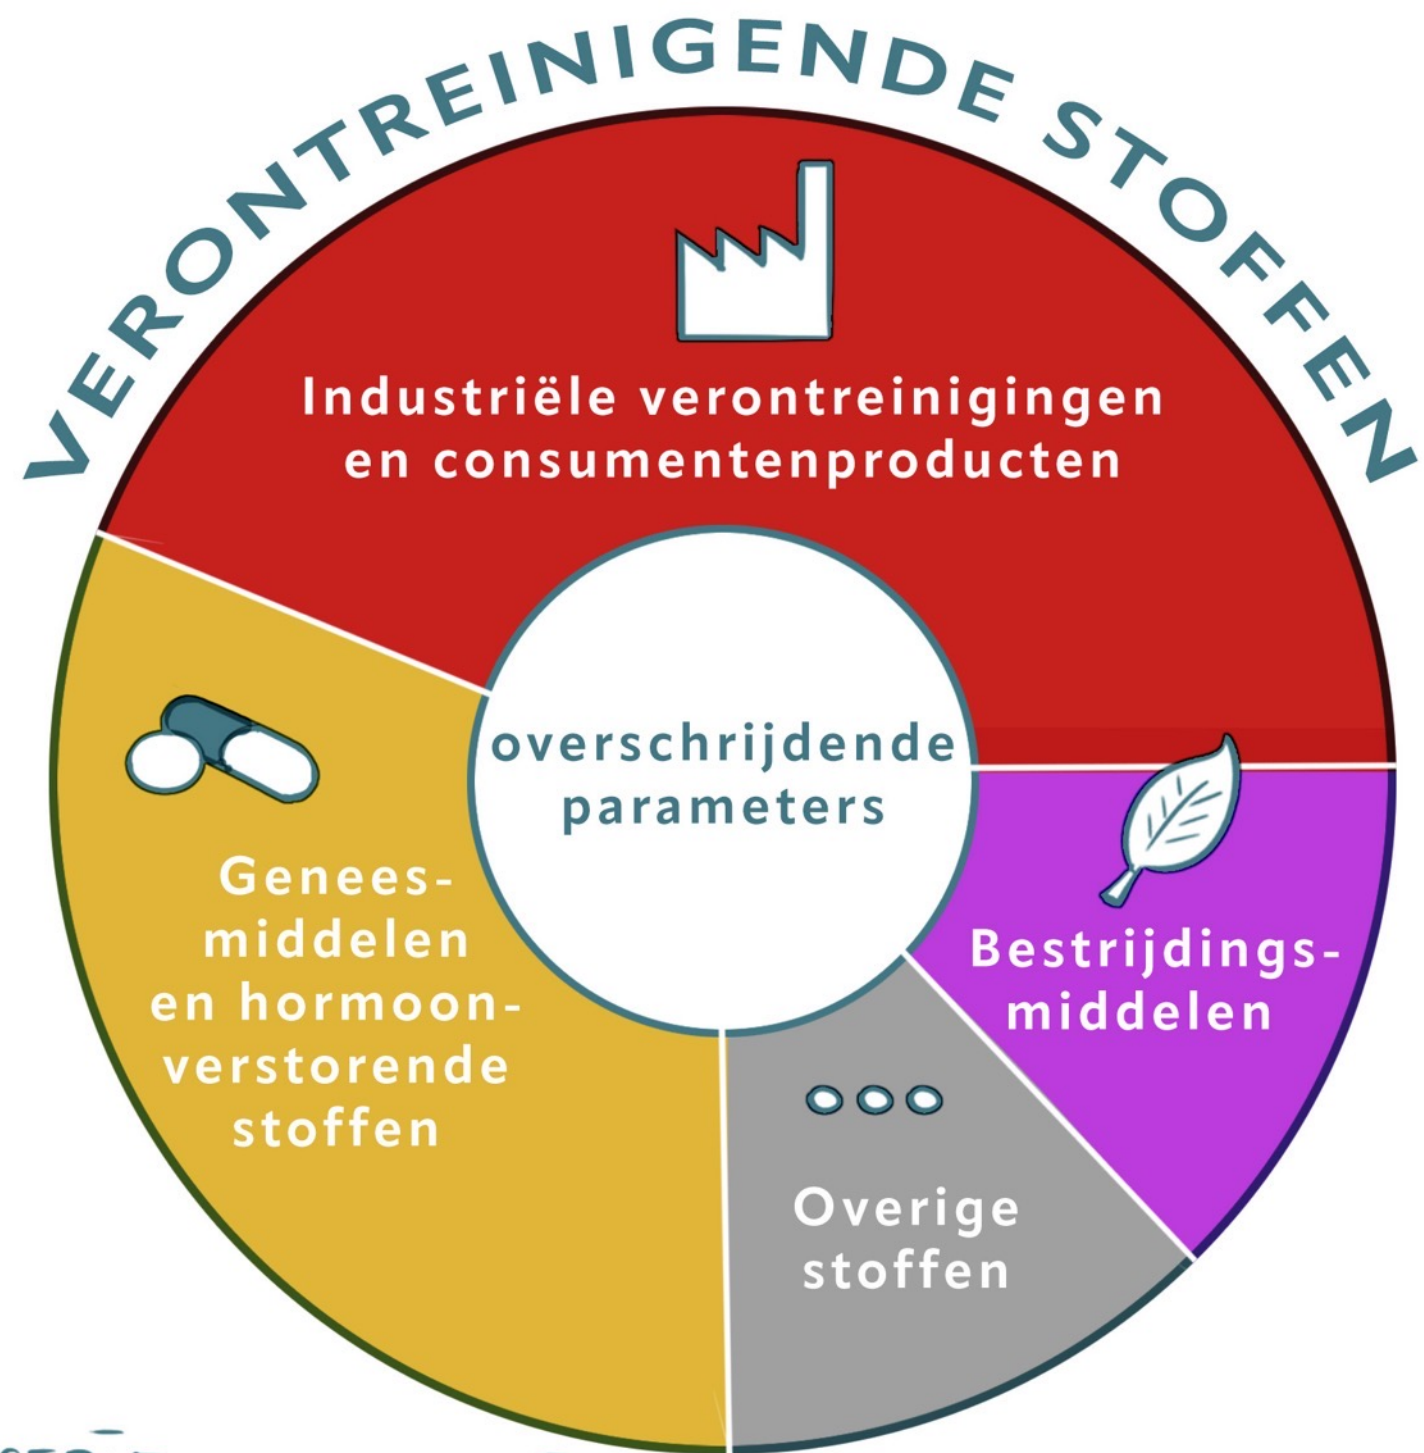 VERONTREINIGENDE STOFFEN
Industriële verontreinigingen
en consumentenproducten
overschrijdende
parameters
Genees-
middelen
en hormoon-
verstorende
stoffen
Bestrijdings-
middelen
Overige
stoffen